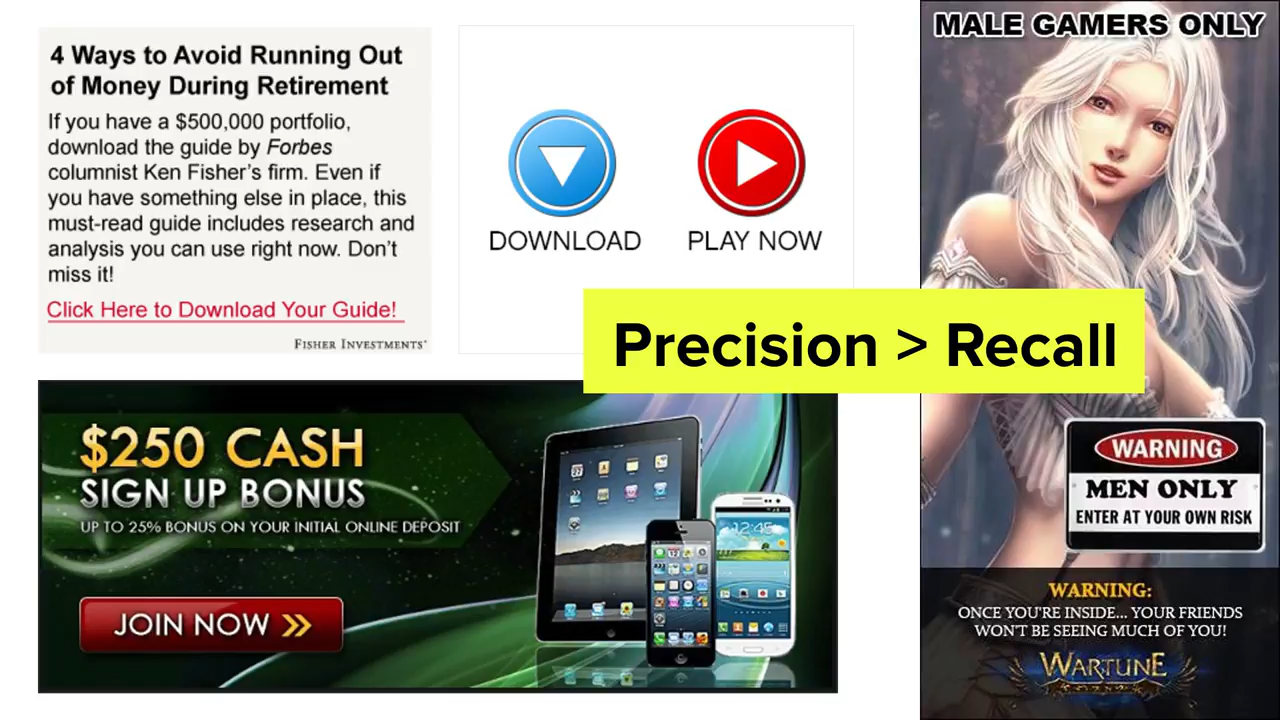 4 Ways to Avoid Running Out
of Money During Retirement
If you have a $500,000 portfolio,
download the guide by Forbes
columnist Ken Fisher's firm. Even if
you have something else in place, this
must-read guide includes research and
analysis you can use right now. Don't
miss it!
Click Here to Download Your Guide!
FISHER INVESTMENTS
DOWNLOAD
PLAY NOW
MALE GAMERS ONLY
Precision > Recall
$250 CASH
SIGN UP BONUS
UP TO 25% BONUS ON YOUR INITIAL ONLINE DEPOSIT
JOIN NOW »
12:45
WARNING
MEN ONLY
ENTER AT YOUR OWN RISK
WARNING:
ONCE YOU'RE INSIDE... YOUR FRIENDS
WON'T BE SEEING MUCH OF YOU!
WARTUNE